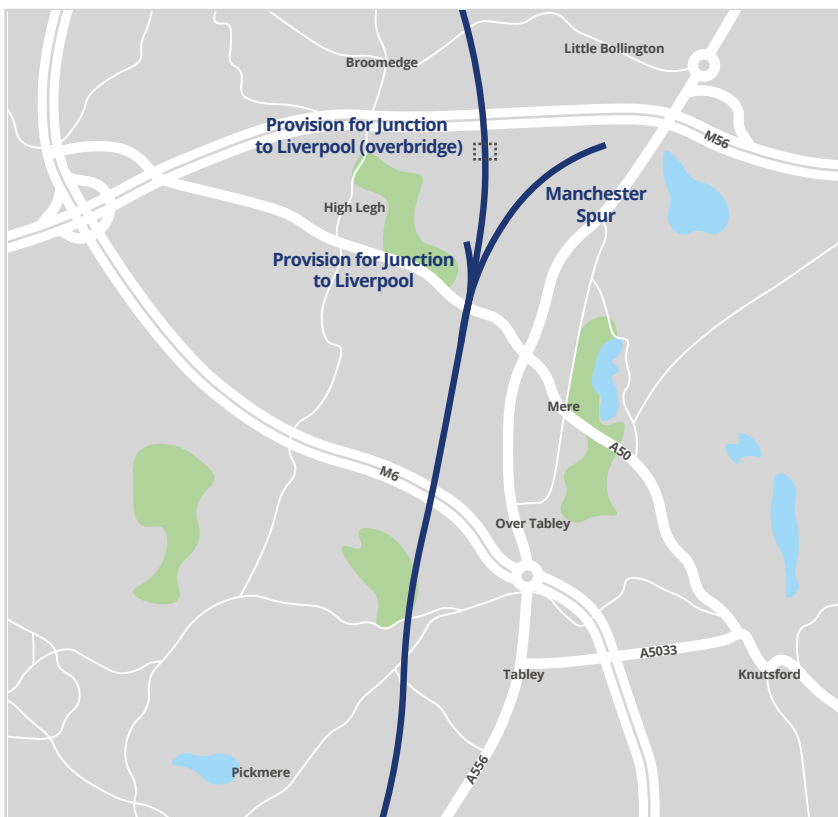 Little Bollington
Broomedge
Provision for Junction
to Liverpool (overbridge)
M56
Manchester
Spur
High Legh
Provision for Junction
to Liverpool
Mere
A50
M6
Over Tabley
A5033
Tabley
Knutsford
A556
Pickmere